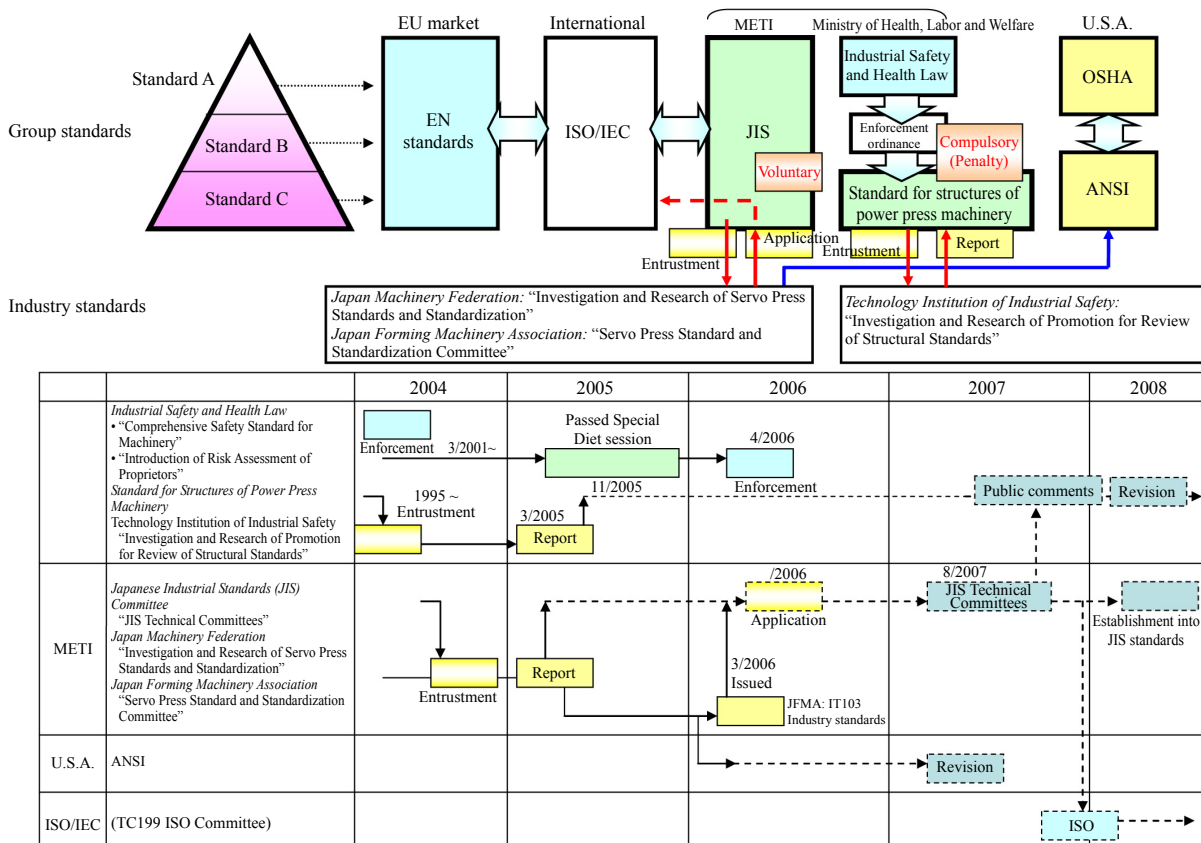 EU market
International
METI
Ministry of Health, Labor and Welfare
U.S.A.
Group standards
Standard A
Standard B
Standard C
EN
standards
ISO/IEC
JIS
Voluntary
Industrial Safety
and Health Law
Enforcement
ordinance
Compulsory
(Penalty)
Standard for structures of
power press machinery
OSHA
ANSI
Entrustment
Application
Entrustment
Report
Industry standards
Japan Machinery Federation: “Investigation and Research of Servo Press
Standards and Standardization”
Japan Forming Machinery Association: “Servo Press Standard and
Standardization Committee”
Technology Institution of Industrial Safety:
“Investigation and Research of Promotion for Review
of Structural Standards”
2004
2005
2006
2007
2008
Industrial Safety and Health Law
• “Comprehensive Safety Standard for
Machinery”
• “Introduction of Risk Assessment of
Proprietors”
Standard for Structures of Power Press
Machinery
Technology Institution of Industrial Safety
“Investigation and Research of Promotion
for Review of Structural Standards”
Enforcement
3/2001~
Passed Special
Diet session
4/2006
Enforcement
1995 ~
Entrustment
3/2005
Report
11/2005
Public comments
Revision
METI
Japanese Industrial Standards (JIS)
Committee
“JIS Technical Committees”
Japan Machinery Federation
“Investigation and Research of Servo Press
Standards and Standardization”
Japan Forming Machinery Association
“Servo Press Standard and Standardization
Committee”
Entrustment
Report
/2006
Application
3/2006
Issued
JFMA: IT103
Industry standards
8/2007
JIS Technical
Committees
Establishment into
JIS standards
U.S.A.
ANSI
Revision
ISO/IEC
(TC199 ISO Committee)
ISO